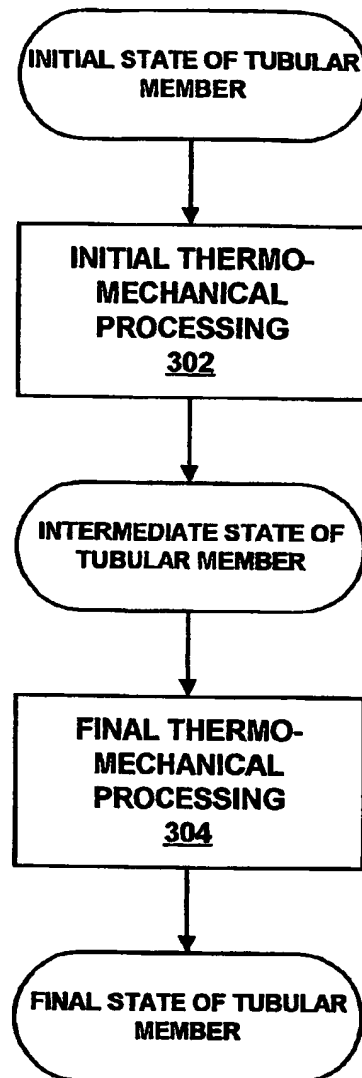 INITIAL STATE OF TUBULAR
MEMBER
INITIAL THERMO-
MECHANICAL
PROCESSING
302
INTERMEDIATE STATE OF
TUBULAR MEMBER
FINAL THERMO-
MECHANICAL
PROCESSING
304
FINAL STATE OF TUBULAR
MEMBER